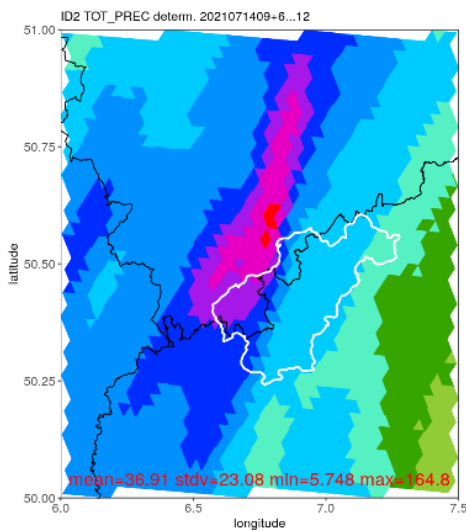 ID2 TOT_PREC determ. 2021071409+6...12
51.00
50.75
50.50
50.25
50.00
latitude
mean=36.91 stdv=23.08 min=5.748 max=164.8
6.0 6.5 7.0 7.5
longitude